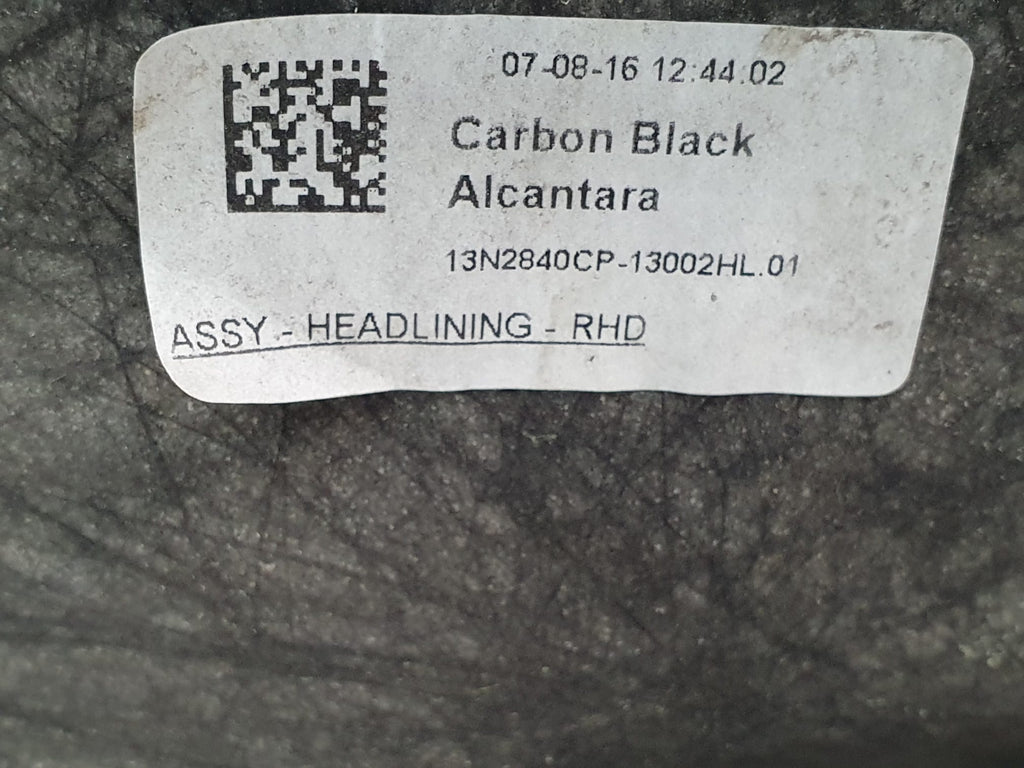 07-08-16 12:44:02
Carbon Black
Alcantara
13N2840CP-13002HL.01
ASSY - HEADLINING - RHD